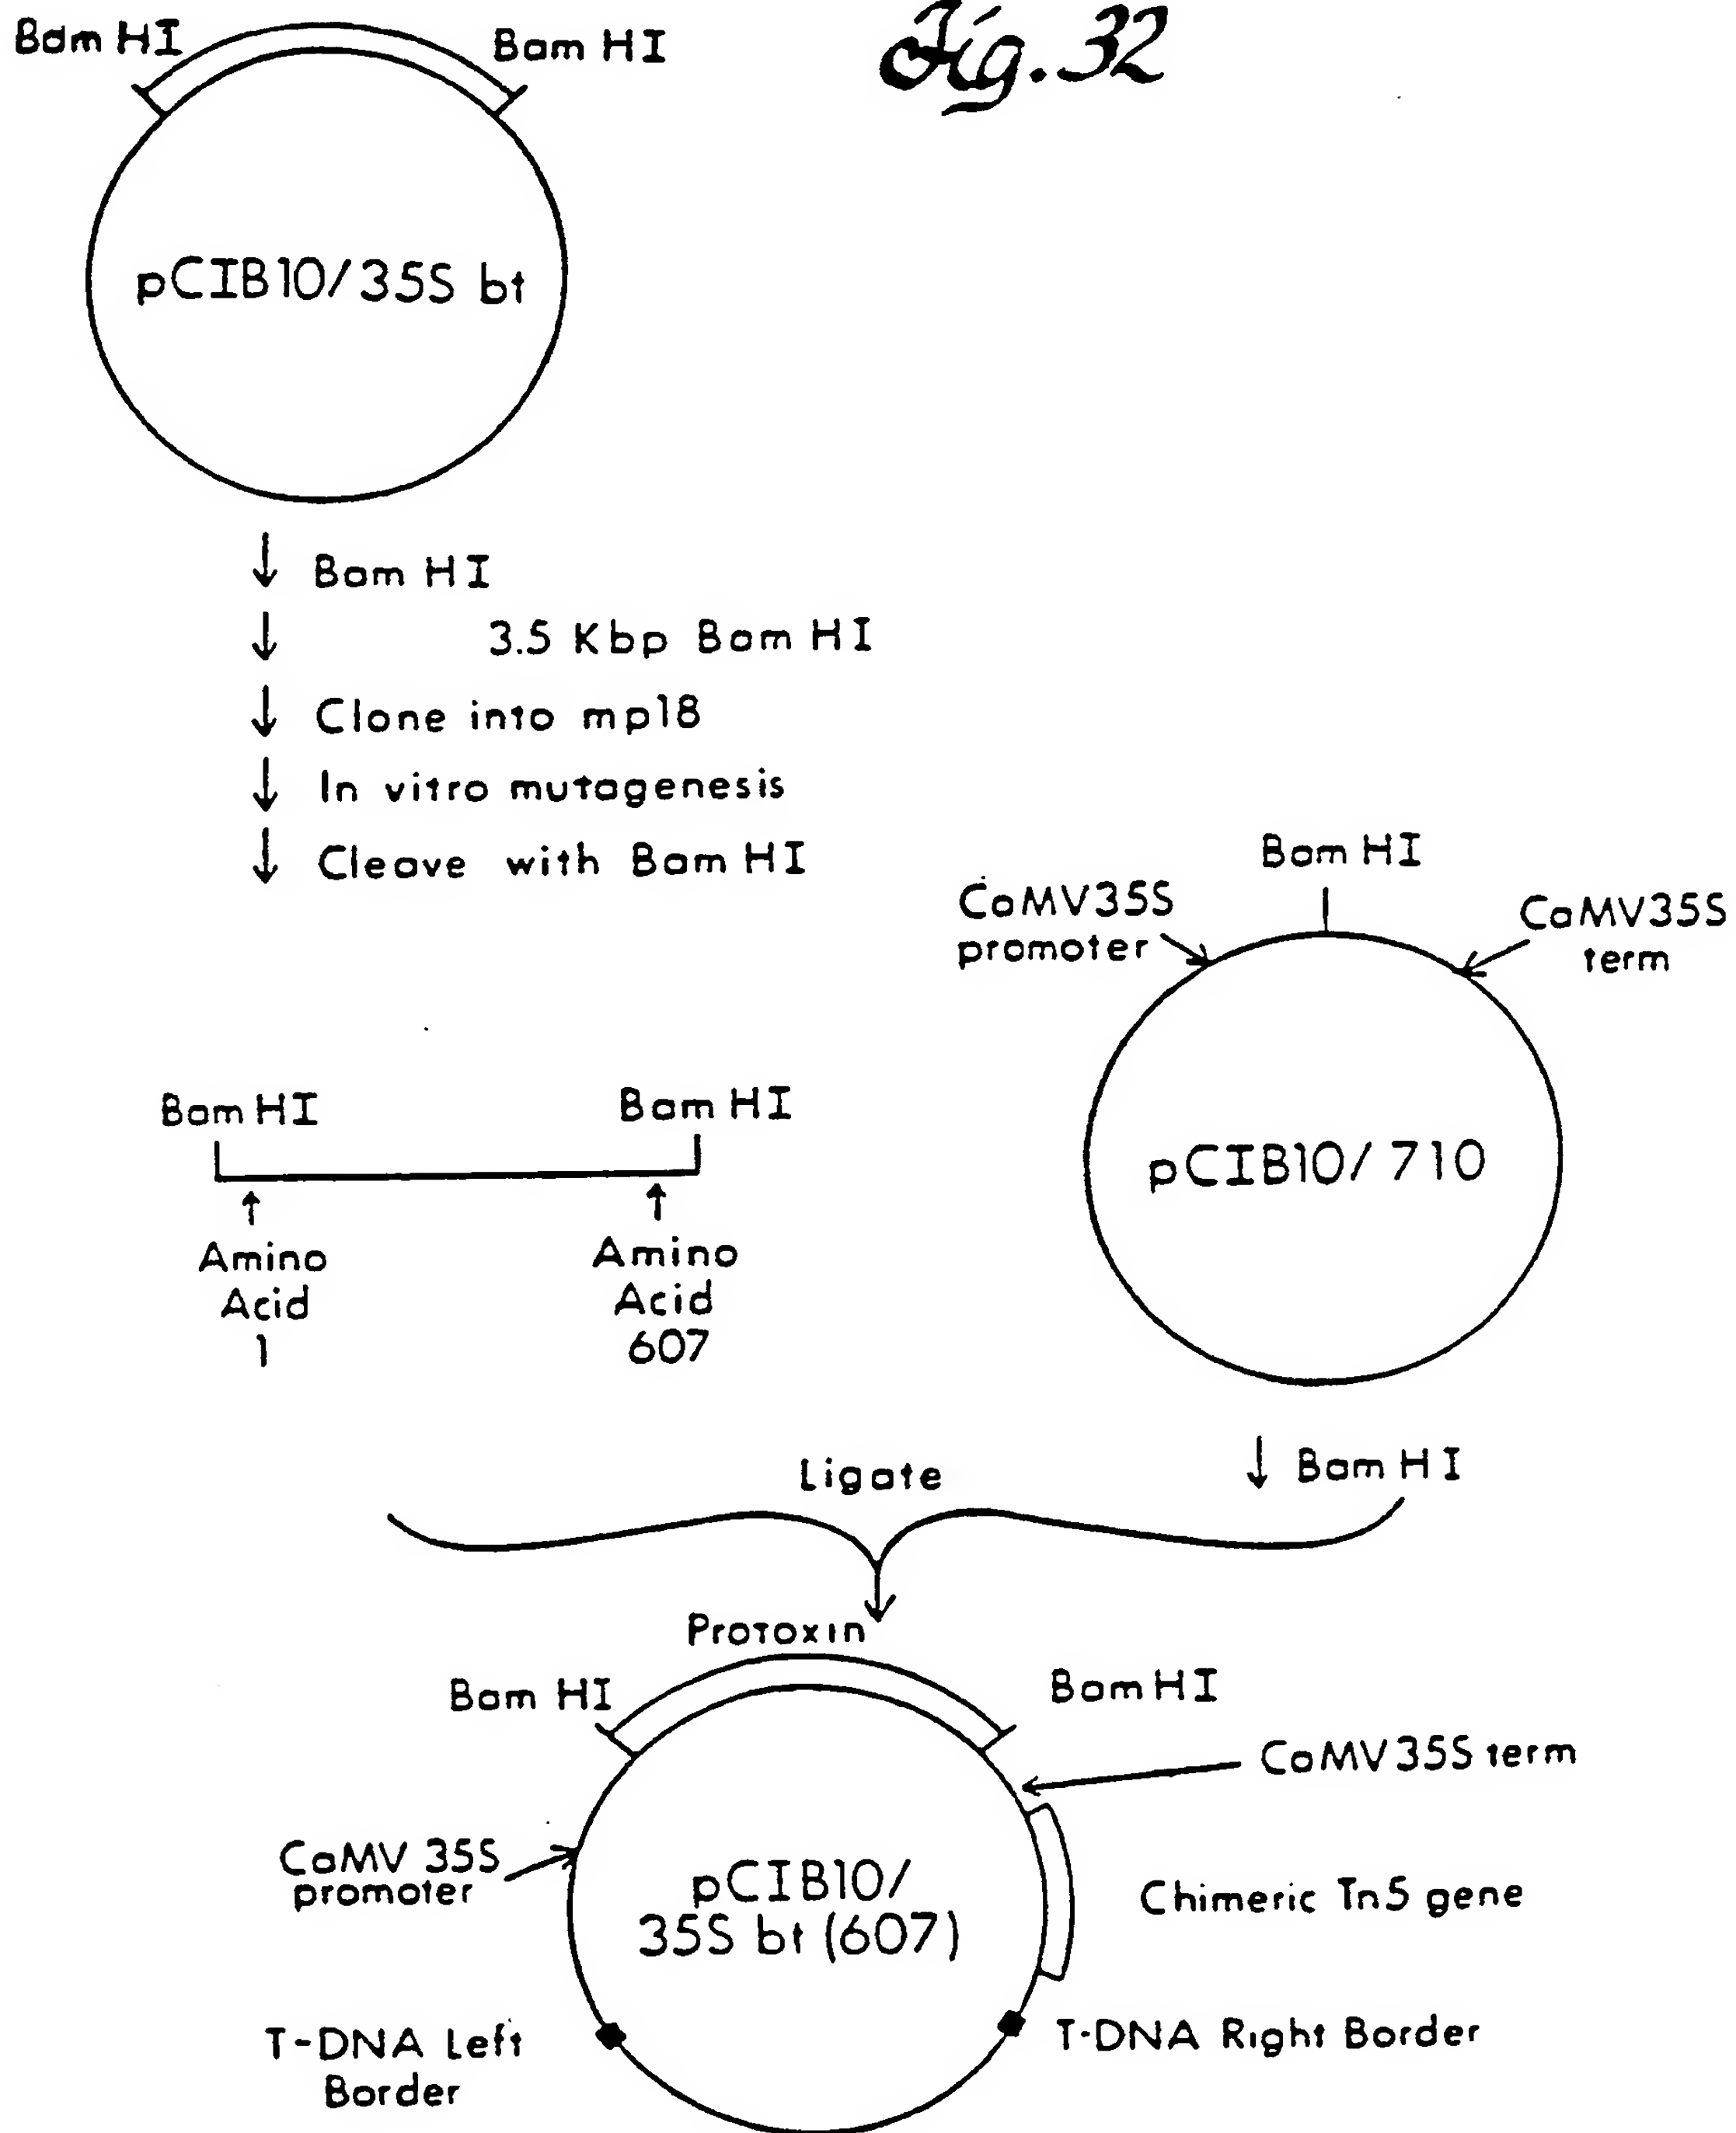 Fig. 32
Bam HI
Bam HI
pCIB10/35S bt
Bam HI
3.5 Kbp Bam HI
Clone into mp18
In vitro mutagenesis
Cleave with Bam HI
Bam HI
CaMV35S
promoter
CaMV35S
term
pCIB10/710
Bam HI
Bam HI
Amino
Acid
1
Amino
Acid
607
Bam HI
Ligate
Protoxin
Bam HI
Bam HI
CaMV 35S term
CaMV 35S
promoter
pCIB10/
35S bt (607)
Chimeric Tn5 gene
T-DNA Left
Border
T-DNA Right Border